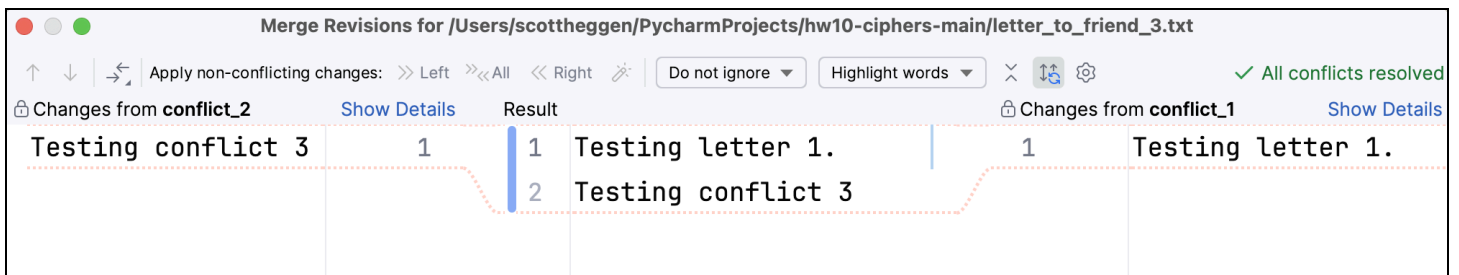 Merge Revisions for /Users/scottheggen/PycharmProjects/hw10-ciphers-main/letter_to_friend_3.txt
Apply non-conflicting changes: Left All Right Do not ignore Highlight words All conflicts resolved
Changes from conflict_2 Show Details Result Changes from conflict_1 Show Details
Testing conflict 3 1 1 Testing letter 1. 1 Testing letter 1.
2 Testing conflict 3